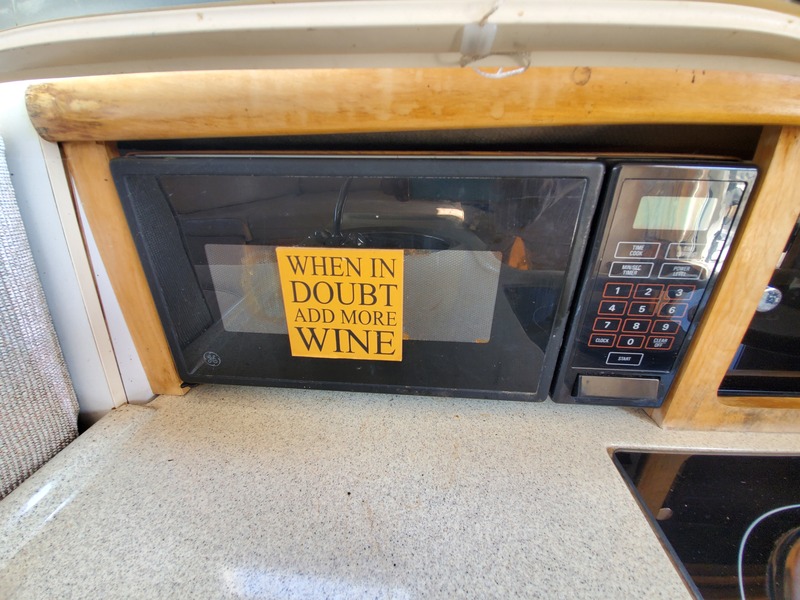 WHEN IN
DOUBT
ADD MORE
WINE
TIME
COOK
MIN/SEC
TIMER
POWER
LEVEL
1 2 3
4 5 6
7 8 9
CLOCK 0 CLEAR
OFF
START
GE